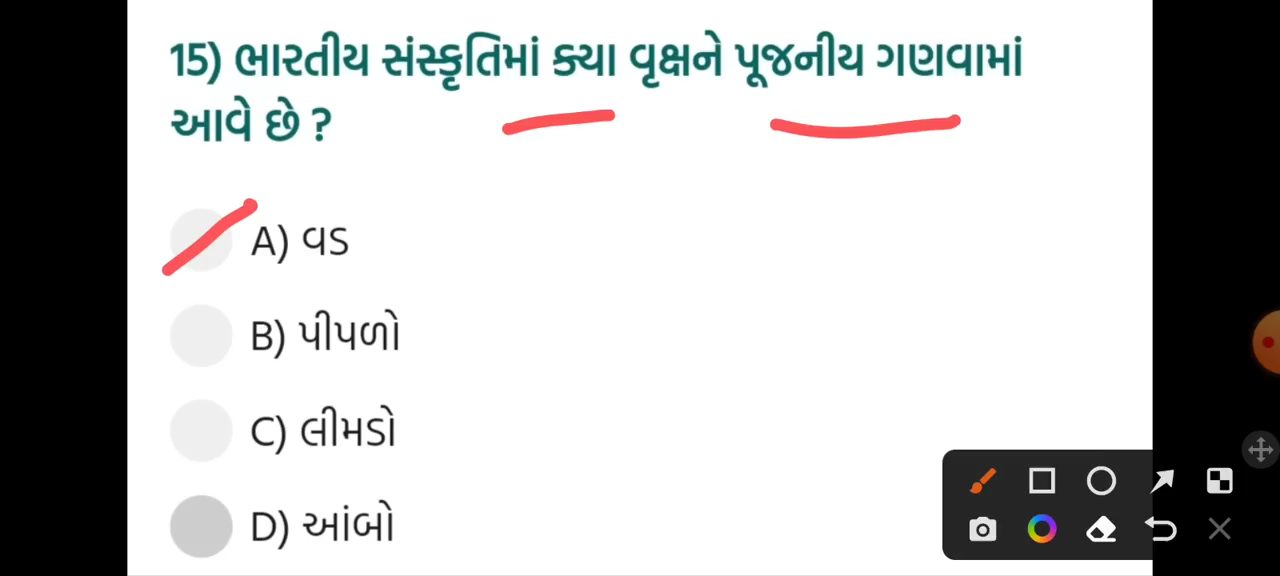 15) ભારતીય સંસ્કૃતિમાં ક્યા વૃક્ષને પૂજનીય ગણવામાં
આવે છે ?
A) વડ
B) પીપળો
C) લીમડો
D) આંબો